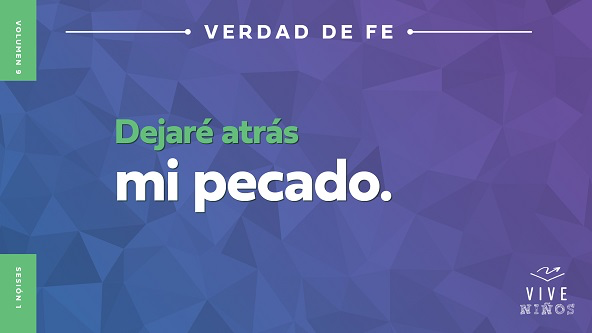 VOLUMEN 9
VERDAD DE FE
Dejaré atrás
mi pecado.
SESIÓN 1
VIVE
NIÑOS